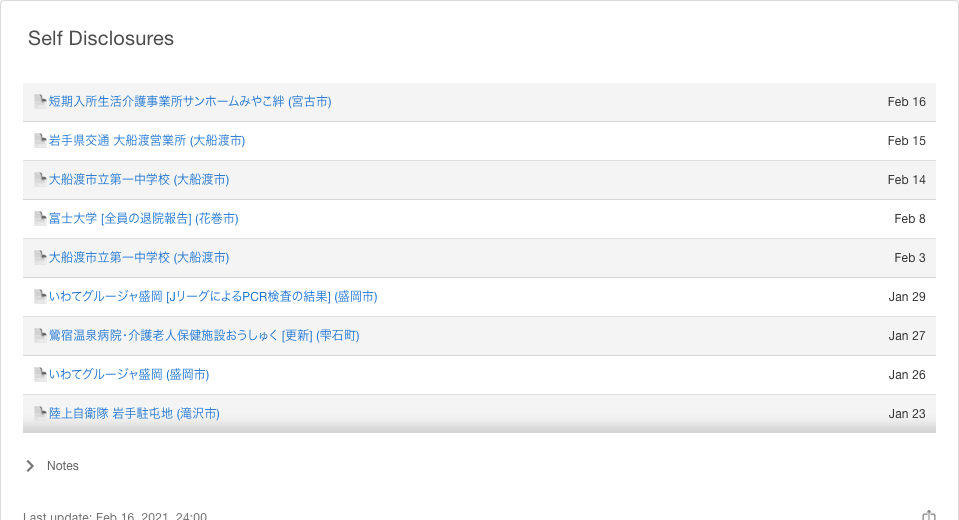 Self Disclosures
短期入所生活介護事業所サンホームみやこ絆 (宮古市) Feb 16
岩手県交通 大船渡営業所 (大船渡市) Feb 15
大船渡市立第一中学校 (大船渡市) Feb 14
富士大学 [全員の退院報告] (花巻市) Feb 8
大船渡市立第一中学校 (大船渡市) Feb 3
いわてグルージャ盛岡 [JリーグによるPCR検査の結果] (盛岡市) Jan 29
鶯宿温泉病院・介護老人保健施設おうしゅく [更新] (雫石町) Jan 27
いわてグルージャ盛岡 (盛岡市) Jan 26
陸上自衛隊 岩手駐屯地 (滝沢市) Jan 23
Notes
Last update: Feb 16, 2021, 24:00